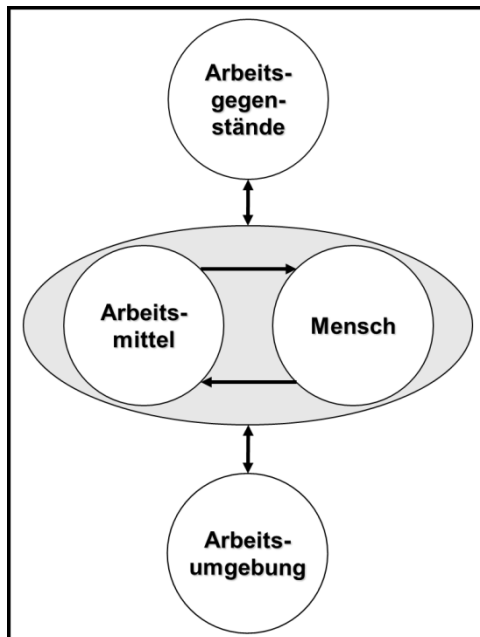 Arbeits-
gegen-
stände
Arbeits-
mittel
Mensch
Arbeits-
umgebung